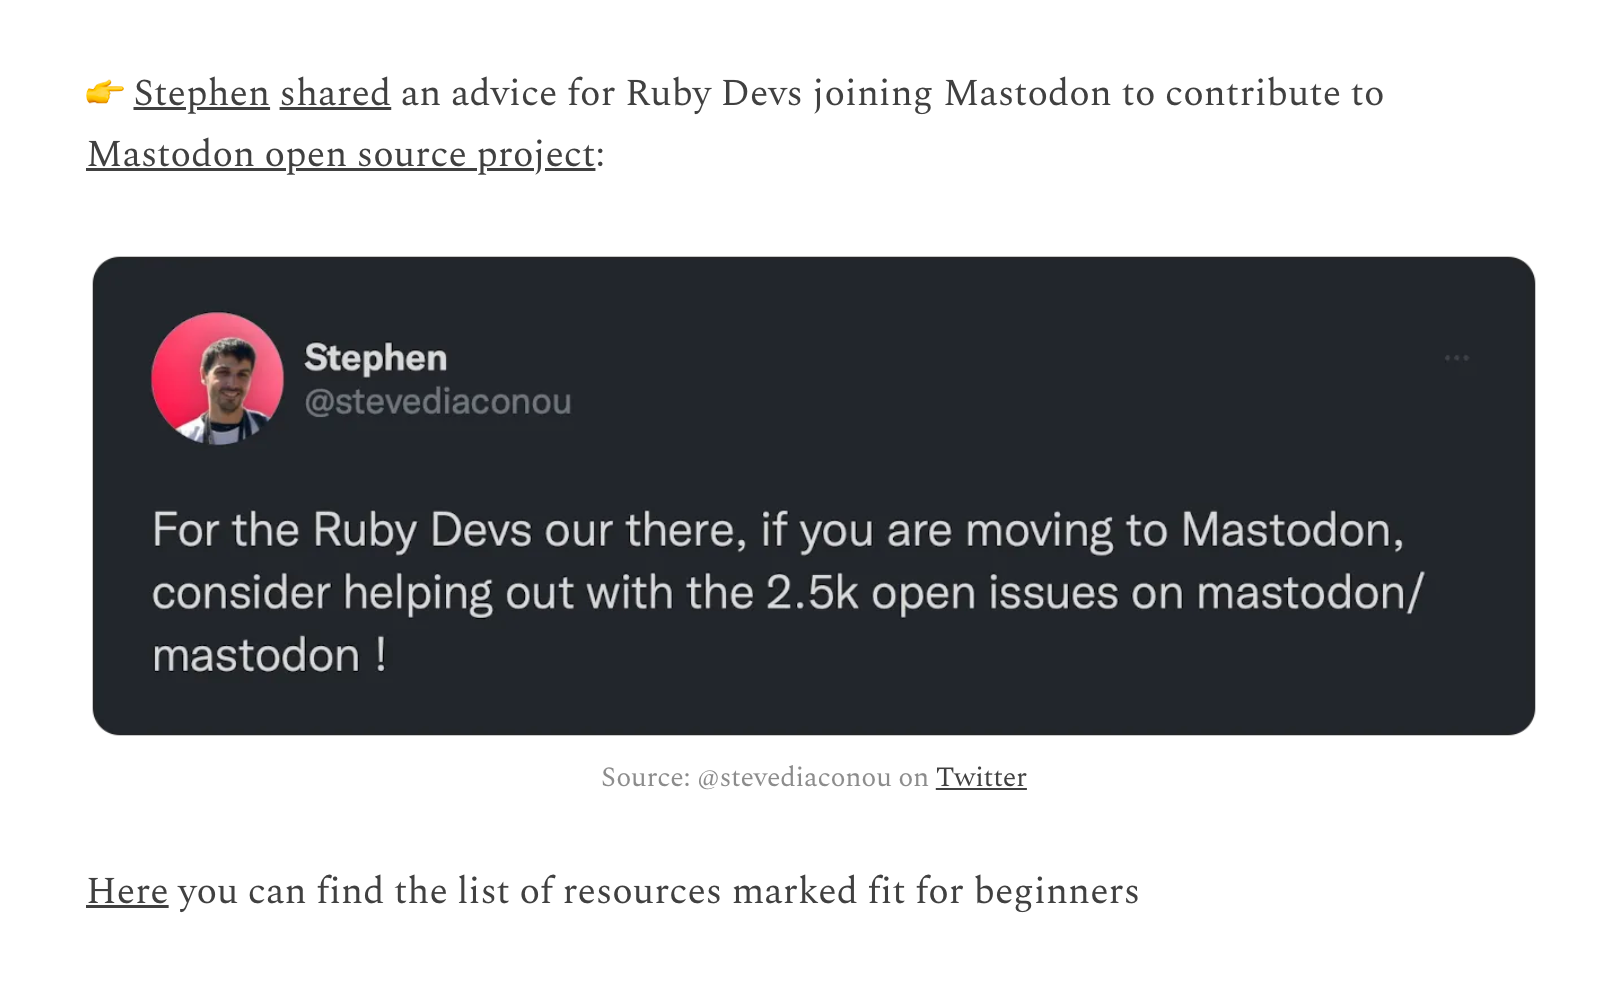 👉 Stephen shared an advice for Ruby Devs joining Mastodon to contribute to
Mastodon open source project:
Stephen
@stevediaconou
For the Ruby Devs our there, if you are moving to Mastodon,
consider helping out with the 2.5k open issues on mastodon/
mastodon !
Source: @stevediaconou on Twitter
Here you can find the list of resources marked fit for beginners